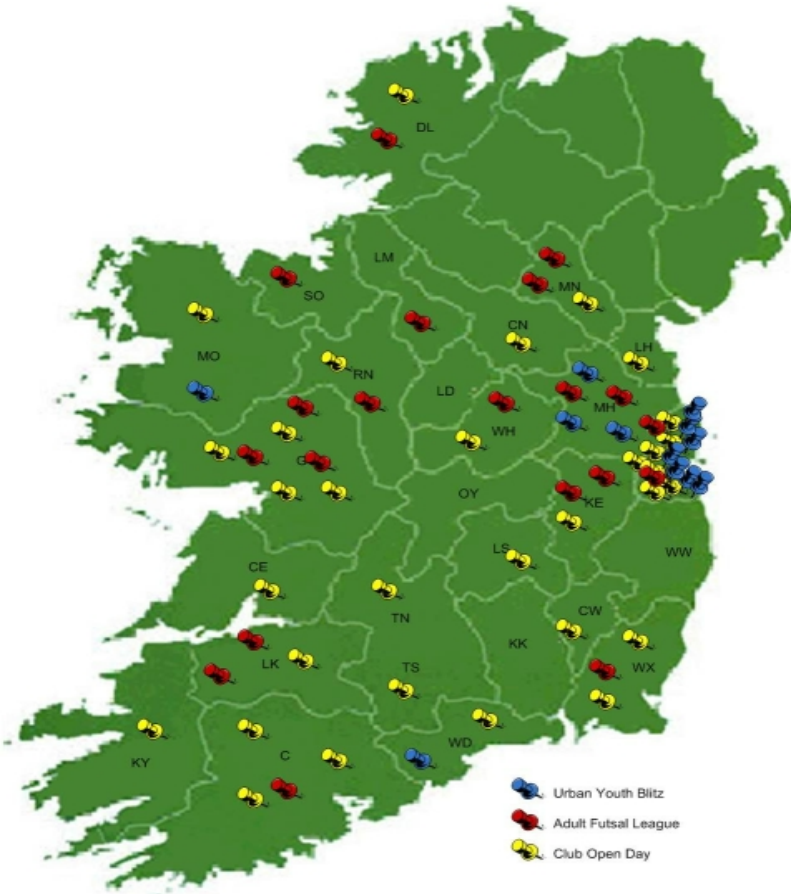 DL
LM
SO
MN
CN
LH
MO
RN
LD
MH
WH
G
OY
KE
LS
WW
CE
CW
TN
KK
LK
TS
WX
WD
C
KY
Urban Youth Blitz
Adult Futsal League
Club Open Day